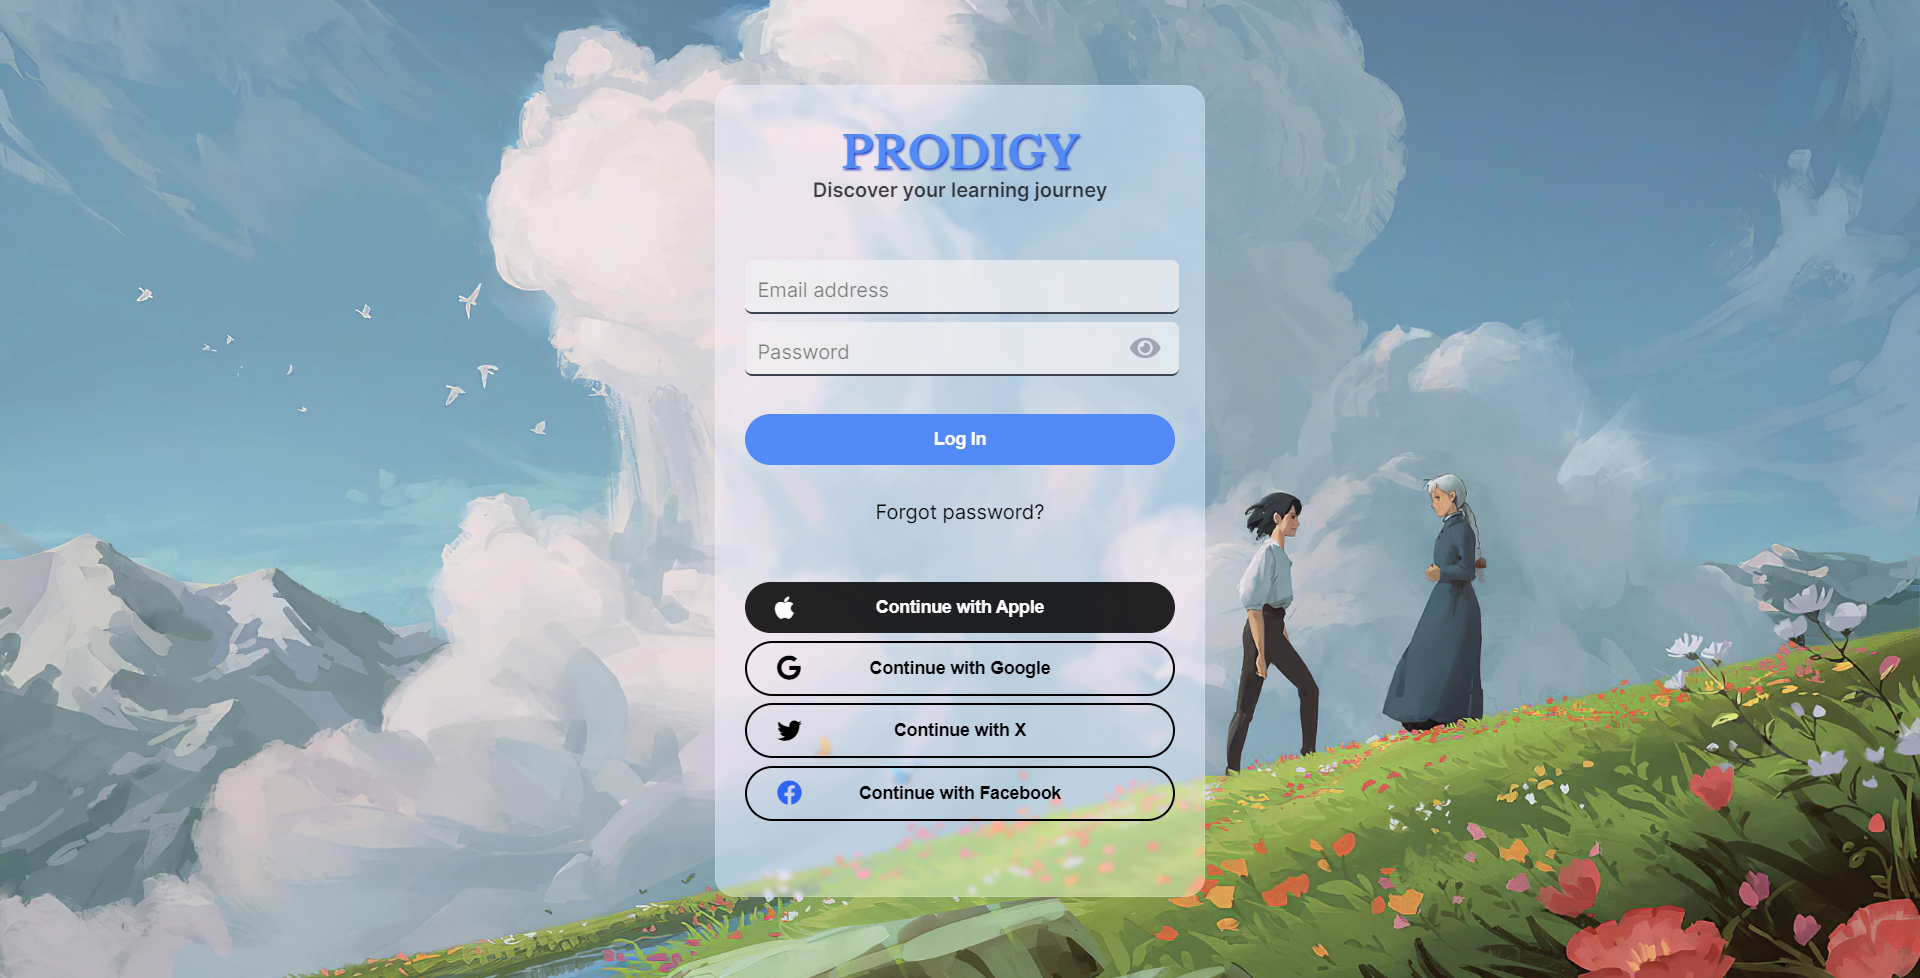 PRODIGY
Discover your learning journey
Email address
Password
Log In
Forgot password?
Continue with Apple
Continue with Google
Continue with X
Continue with Facebook